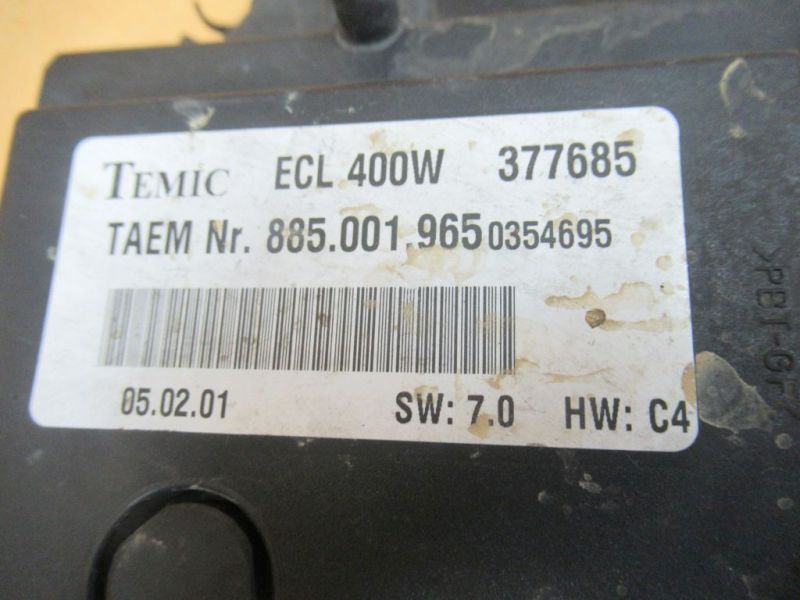 TEMIC ECL 400W 377685
TAEM Nr. 885.001.965 0354695
05.02.01 SW: 7.0 HW: C4